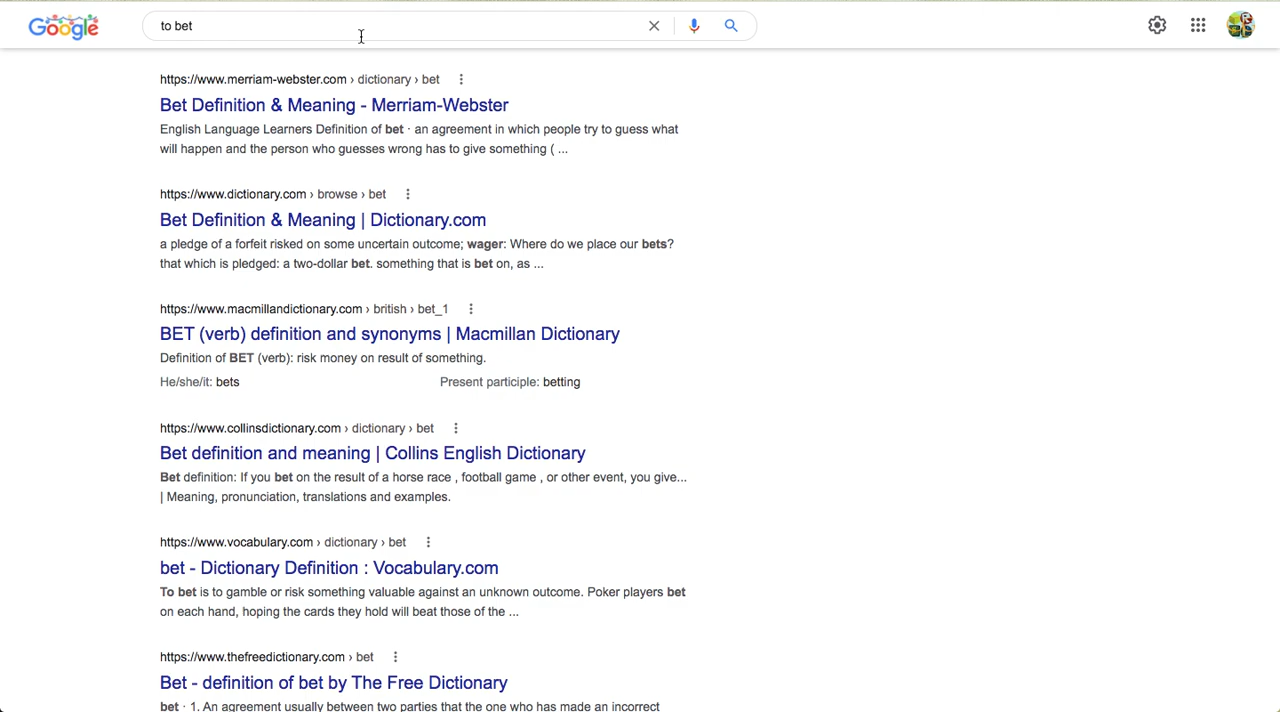 Google
to bet
https://www.merriam-webster.com › dictionary › bet
Bet Definition & Meaning - Merriam-Webster
English Language Learners Definition of bet · an agreement in which people try to guess what
will happen and the person who guesses wrong has to give something ( ...
https://www.dictionary.com › browse › bet
Bet Definition & Meaning | Dictionary.com
a pledge of a forfeit risked on some uncertain outcome; wager: Where do we place our bets?
that which is pledged: a two-dollar bet. something that is bet on, as ...
https://www.macmillandictionary.com › british › bet_1
BET (verb) definition and synonyms | Macmillan Dictionary
Definition of BET (verb): risk money on result of something.
He/she/it: bets Present participle: betting
https://www.collinsdictionary.com › dictionary › bet
Bet definition and meaning | Collins English Dictionary
Bet definition: If you bet on the result of a horse race , football game , or other event, you give...
| Meaning, pronunciation, translations and examples.
https://www.vocabulary.com › dictionary › bet
bet - Dictionary Definition : Vocabulary.com
To bet is to gamble or risk something valuable against an unknown outcome. Poker players bet
on each hand, hoping the cards they hold will beat those of the ...
https://www.thefreedictionary.com › bet
Bet - definition of bet by The Free Dictionary
bet · 1. An agreement usually between two parties that the one who has made an incorrect